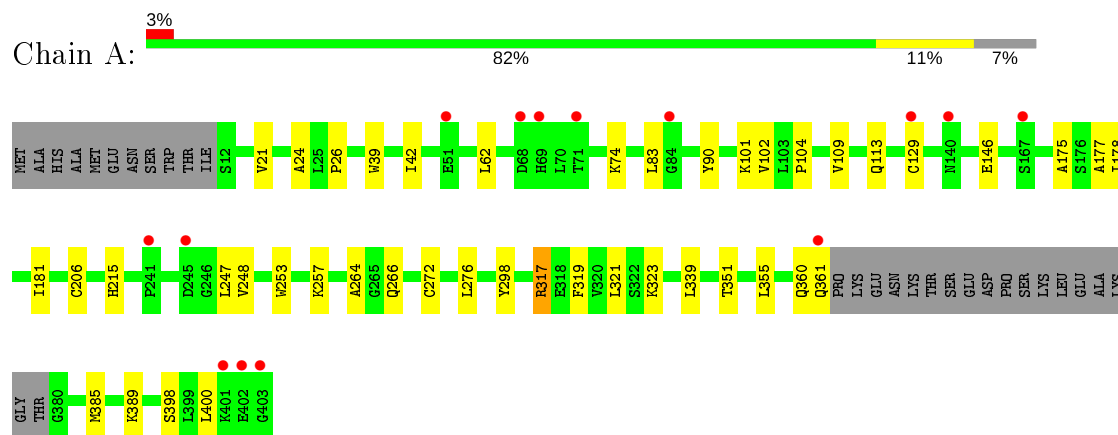 3%
Chain A:
82% 11% 7%
MET ALA HIS ALA MET GLU ASN SER TRP THR ILE S12 V21 A24 L25 P26 W39 I42 E51 L62 D68 H69 L70 T71 K74 L83 G84 Y90 K101 V102 L103 P104 V109 Q113 C129 N140 E146 S167 A175 S176 A177
I181 C206 H215 P241 D245 G246 L247 V248 W253 K257 A264 G265 Q266 C272 L276 Y298 R317 E318 F319 V320 L321 S322 K323 L339 T351 L355 Q360 Q361 PRO LYS GLU ASN LYS THR SER GLU ASP PRO SER LYS LEU GLU ALA LYS
GLY THR G380 M385 K389 S398 L399 L400 K401 E402 G403